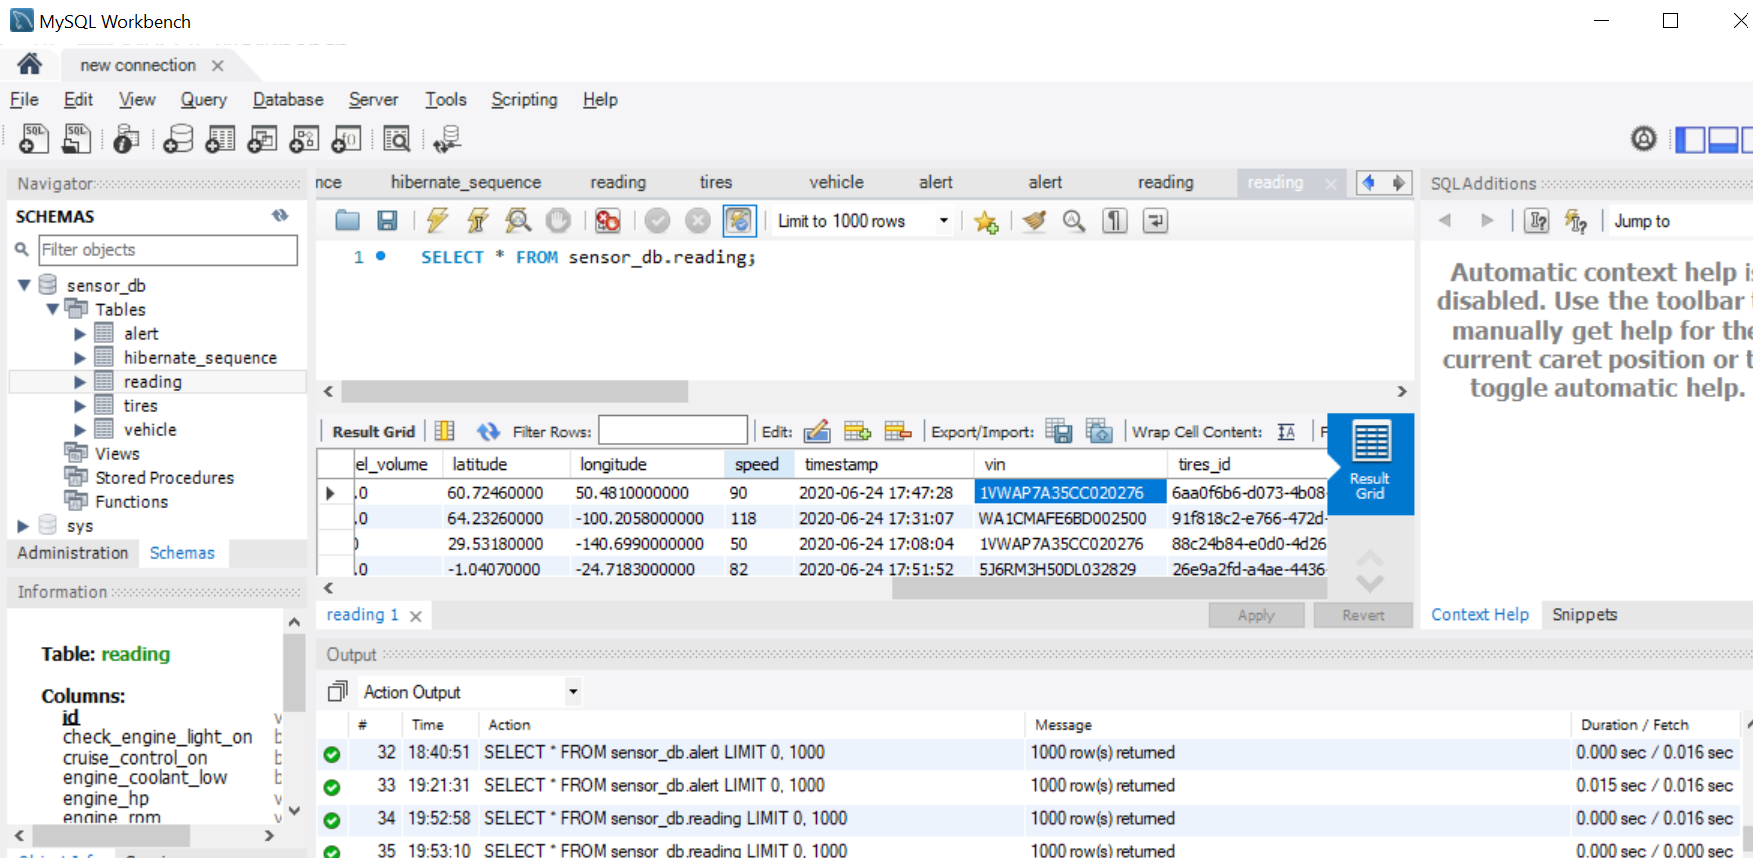 MySQL Workbench
new connection
File Edit View Query Database Server Tools Scripting Help
Navigator
SCHEMAS
Filter objects
sensor_db
Tables
alert
hibernate_sequence
reading
tires
vehicle
Views
Stored Procedures
Functions
sys
Administration Schemas
Information
Table: reading
Columns:
id
check_engine_light_on
cruise_control_on
engine_coolant_low
engine_hp
engine_rpm
nce hibernate_sequence reading tires vehicle alert alert reading reading
Limit to 1000 rows
1 SELECT * FROM sensor_db.reading;
Result Grid Filter Rows: Edit: Export/Import: Wrap Cell Content: F
el_volume latitude longitude speed timestamp vin tires_id
.0 60.72460000 50.4810000000 90 2020-06-24 17:47:28 1VWAP7A35CC020276 6aa0f6b6-d073-4b08-
.0 64.23260000 -100.2058000000 118 2020-06-24 17:31:07 WA1CMAFE6BD002500 91f818c2-e766-472d-
29.53180000 -140.6990000000 50 2020-06-24 17:08:04 1VWAP7A35CC020276 88c24b84-e0d0-4d26
.0 -1.04070000 -24.7183000000 82 2020-06-24 17:51:52 5J6RM3H50DL032829 26e9a2fd-a4ae-4436-
Result
Grid
reading 1
Apply Revert
SQLAdditions
Jump to
Automatic context help is
disabled. Use the toolbar
manually get help for the
current caret position or
toggle automatic help.
Context Help Snippets
Output
Action Output
# Time Action Message Duration / Fetch
32 18:40:51 SELECT * FROM sensor_db.alert LIMIT 0, 1000 1000 row(s) returned 0.000 sec / 0.016 sec
33 19:21:31 SELECT * FROM sensor_db.alert LIMIT 0, 1000 1000 row(s) returned 0.015 sec / 0.016 sec
34 19:52:58 SELECT * FROM sensor_db.reading LIMIT 0, 1000 1000 row(s) returned 0.000 sec / 0.016 sec
35 19:53:10 SELECT * FROM sensor_db.reading LIMIT 0, 1000 1000 row(s) returned 0.000 sec / 0.000 sec